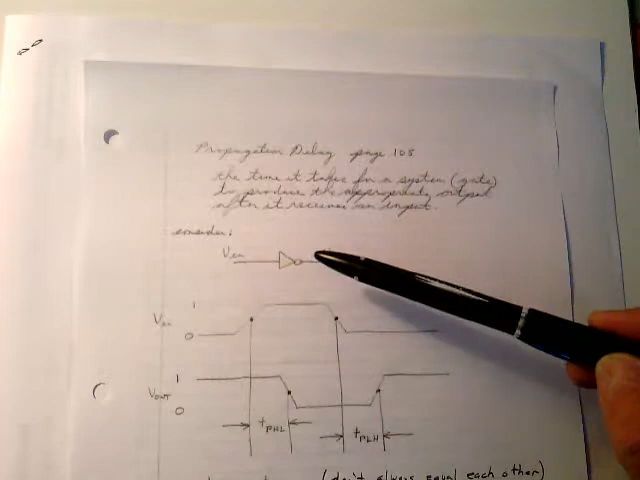 Propagation Delay page 105
the time it takes for a system (gate)
to produce the appropriate output
after it receives an input.
consider:
Vin
1
Vin
0
1
VOUT
0
tPHL
tPLH
(don't always equal each other)